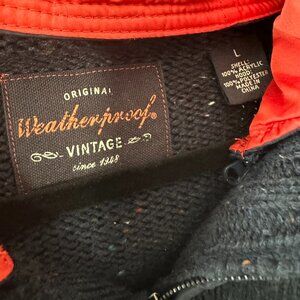 ORIGINAL
Weatherproof®
VINTAGE
since 1948
L
SHELL:
100% ACRYLIC
HOOD:
100% POLYESTER
MADE IN
CHINA